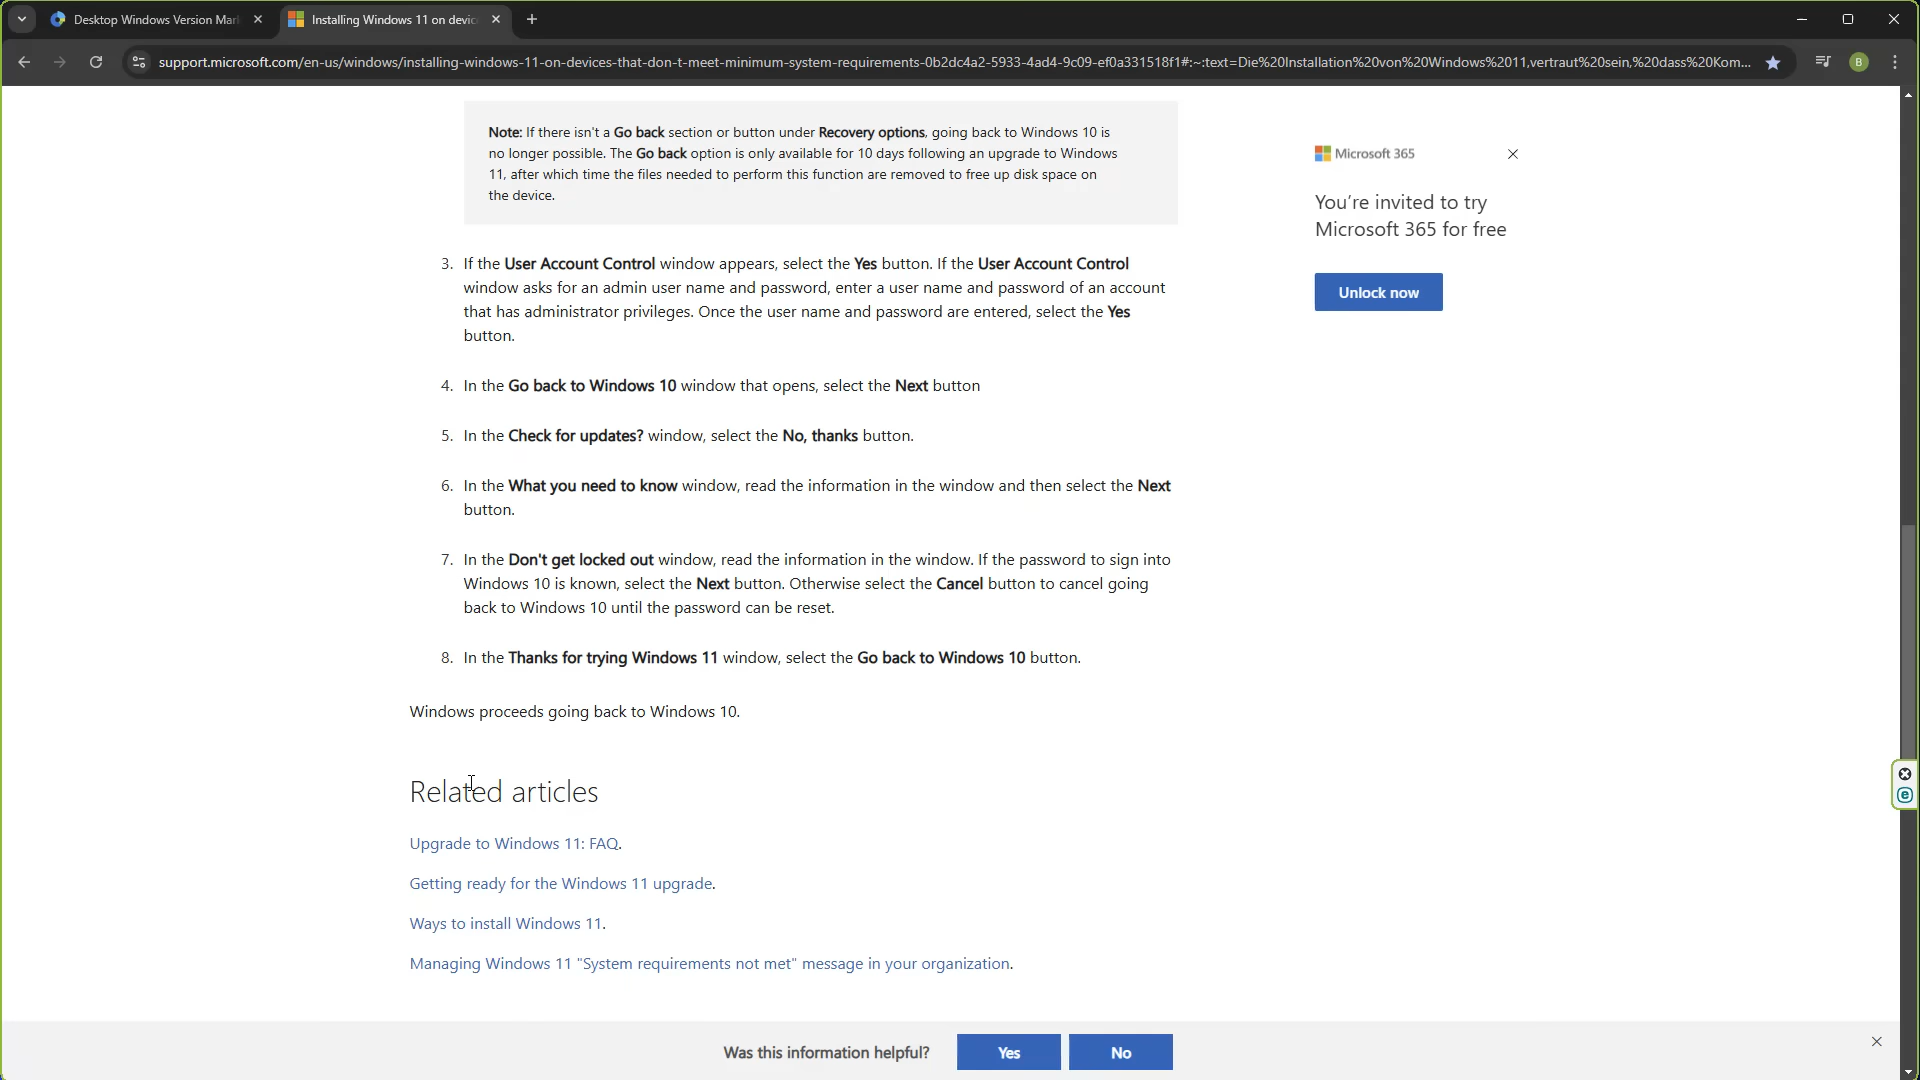 Desktop Windows Version Mar
Installing Windows 11 on devic
support.microsoft.com/en-us/windows/installing-windows-11-on-devices-that-don-t-meet-minimum-system-requirements-0b2dc4a2-5933-4ad4-9c09-ef0a331518f1#:~:text=Die%20Installation%20von%20Windows%2011,vertraut%20sein,%20dass%20Kom...
B
Note: If there isn't a Go back section or button under Recovery options, going back to Windows 10 is
no longer possible. The Go back option is only available for 10 days following an upgrade to Windows
11, after which time the files needed to perform this function are removed to free up disk space on
the device.
Microsoft 365
You're invited to try
Microsoft 365 for free
Unlock now
3. If the User Account Control window appears, select the Yes button. If the User Account Control
window asks for an admin user name and password, enter a user name and password of an account
that has administrator privileges. Once the user name and password are entered, select the Yes
button.
4. In the Go back to Windows 10 window that opens, select the Next button
5. In the Check for updates? window, select the No, thanks button.
6. In the What you need to know window, read the information in the window and then select the Next
button.
7. In the Don't get locked out window, read the information in the window. If the password to sign into
Windows 10 is known, select the Next button. Otherwise select the Cancel button to cancel going
back to Windows 10 until the password can be reset.
8. In the Thanks for trying Windows 11 window, select the Go back to Windows 10 button.
Windows proceeds going back to Windows 10.
Related articles
Upgrade to Windows 11: FAQ.
Getting ready for the Windows 11 upgrade.
Ways to install Windows 11.
Managing Windows 11 "System requirements not met" message in your organization.
Was this information helpful?
Yes
No